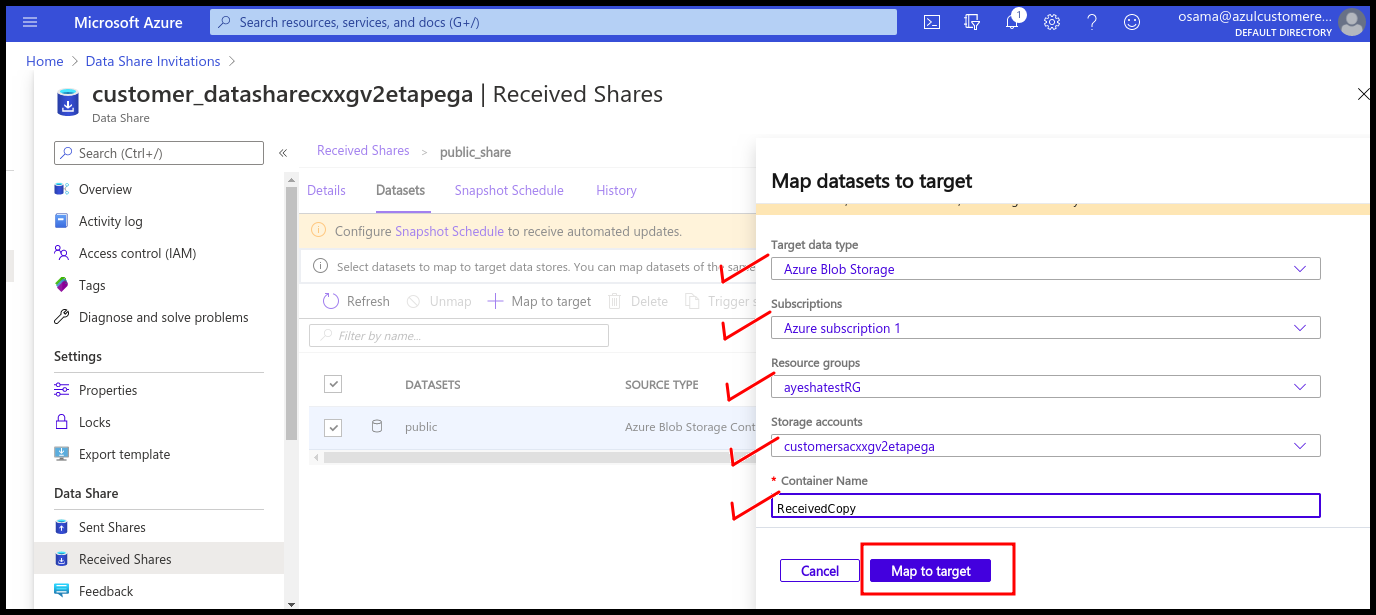 Microsoft Azure
Search resources, services, and docs (G+/)
1
osama@azulcustomere...
DEFAULT DIRECTORY
Home > Data Share Invitations >
customer_datasharecxxgv2etapega | Received Shares
Data Share
Search (Ctrl+/)
«
Overview
Activity log
Access control (IAM)
Tags
Diagnose and solve problems
Settings
Properties
Locks
Export template
Data Share
Sent Shares
Received Shares
Feedback
Received Shares > public_share
Details Datasets Snapshot Schedule History
Configure Snapshot Schedule to receive automated updates.
Select datasets to map to target data stores. You can map datasets of the same
Refresh Unmap Map to target Delete Trigger s
Filter by name...
DATASETS SOURCE TYPE
public Azure Blob Storage Cont
Map datasets to target
Target data type
Azure Blob Storage
Subscriptions
Azure subscription 1
Resource groups
ayeshatestRG
Storage accounts
customersacxxgv2etapega
* Container Name
ReceivedCopy
Cancel Map to target